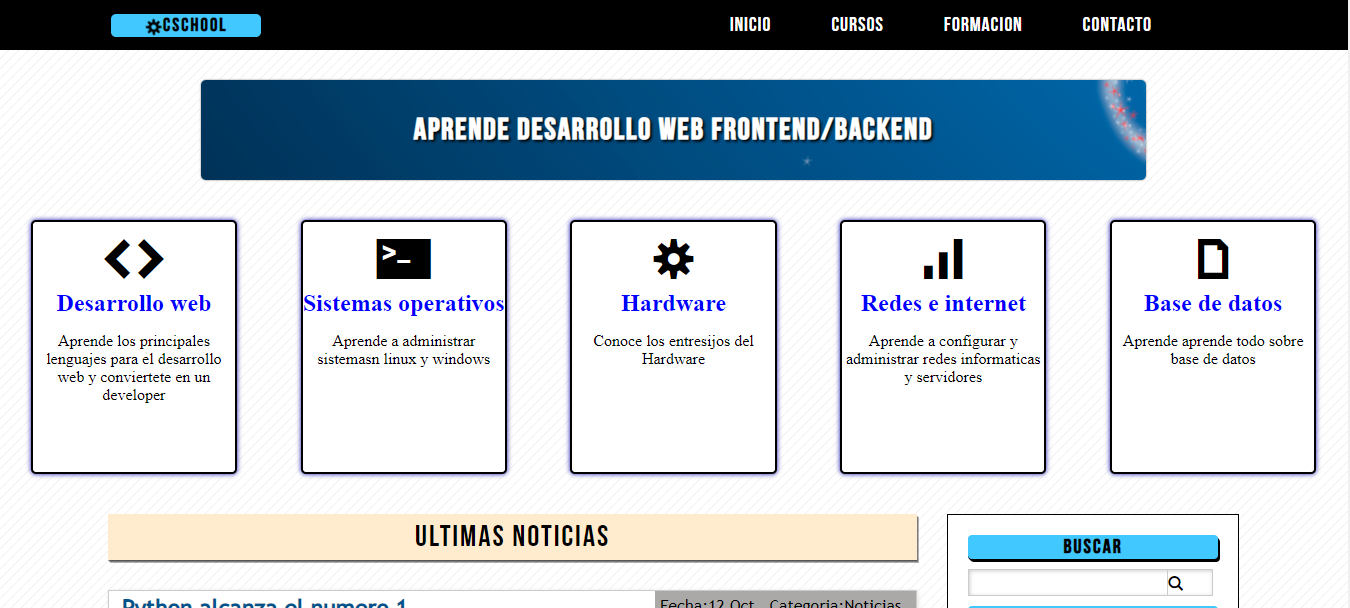 CSCHOOL INICIO CURSOS FORMACION CONTACTO
APRENDE DESARROLLO WEB FRONTEND/BACKEND
Desarrollo web
Aprende los principales
lenguajes para el desarrollo
web y conviertete en un
developer
Sistemas operativos
Aprende a administrar
sistemasn linux y windows
Hardware
Conoce los entresijos del
Hardware
Redes e internet
Aprende a configurar y
administrar redes informaticas
y servidores
Base de datos
Aprende aprende todo sobre
base de datos
ULTIMAS NOTICIAS
Python alcanza el numero 1
Fecha:12 Oct Categoria:Noticias
BUSCAR